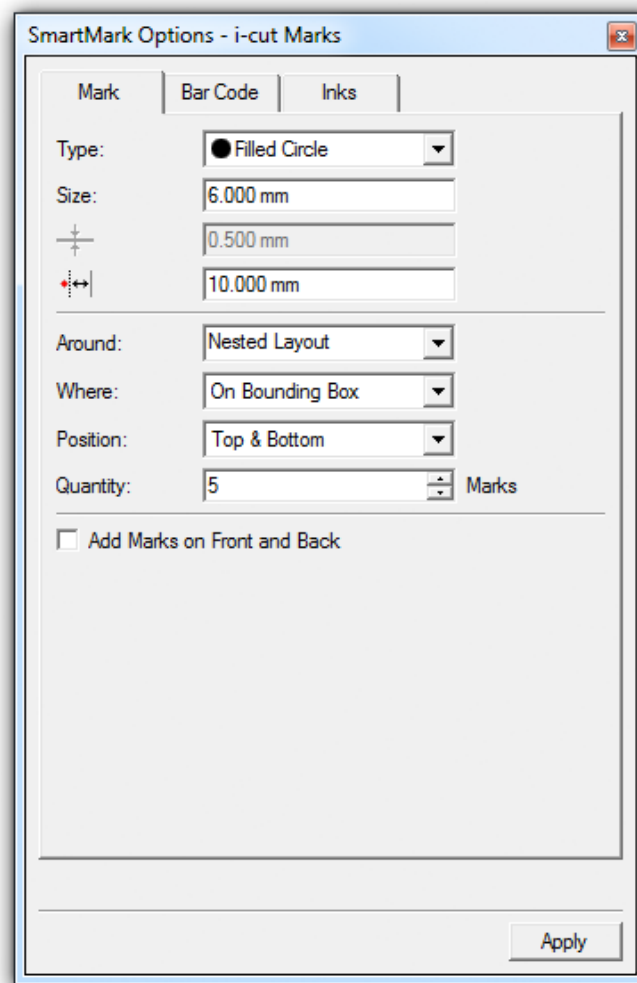 SmartMark Options - i-cut Marks
Mark Bar Code Inks
Type: Filled Circle
Size: 6.000 mm
0.500 mm
10.000 mm
Around: Nested Layout
Where: On Bounding Box
Position: Top & Bottom
Quantity: 5 Marks
Add Marks on Front and Back
Apply